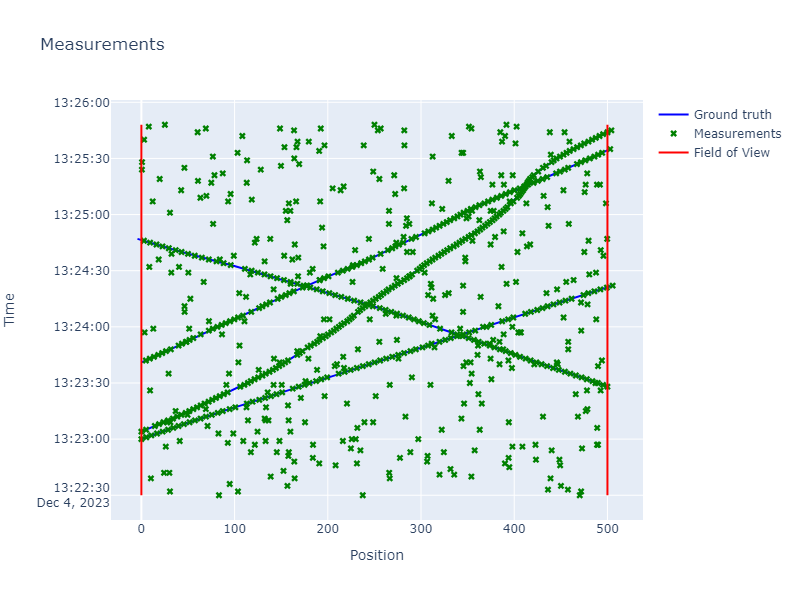 Measurements
Ground truth
Measurements
Field of View
13:26:00
13:25:30
13:25:00
13:24:30
13:24:00
13:23:30
13:23:00
13:22:30
Dec 4, 2023
Time
0 100 200 300 400 500
Position